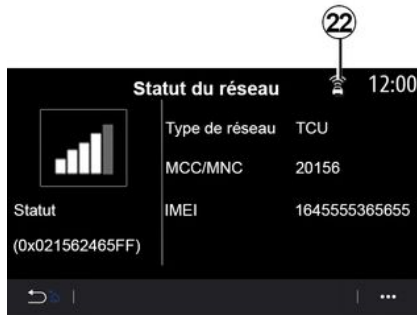 22
Statut du réseau 12:00
Type de réseau TCU
MCC/MNC 20156
Statut IMEI 1645555365655
(0x021562465FF)